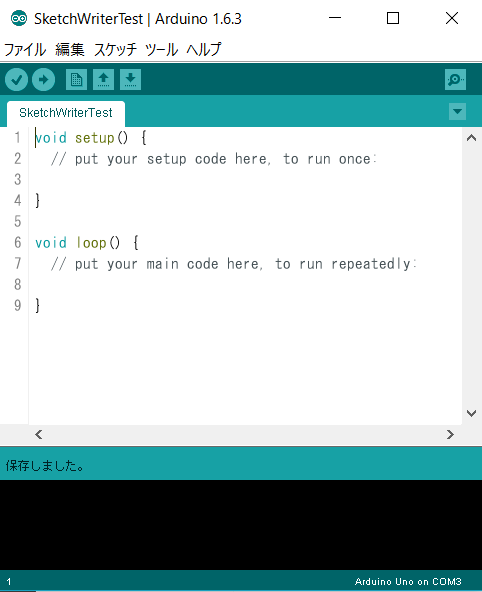 SketchWriterTest | Arduino 1.6.3
ファイル 編集 スケッチ ツール ヘルプ
SketchWriterTest
1 void setup() {
2   // put your setup code here, to run once:
3
4 }
5
6 void loop() {
7   // put your main code here, to run repeatedly:
8
9 }
保存しました。
1 Arduino Uno on COM3